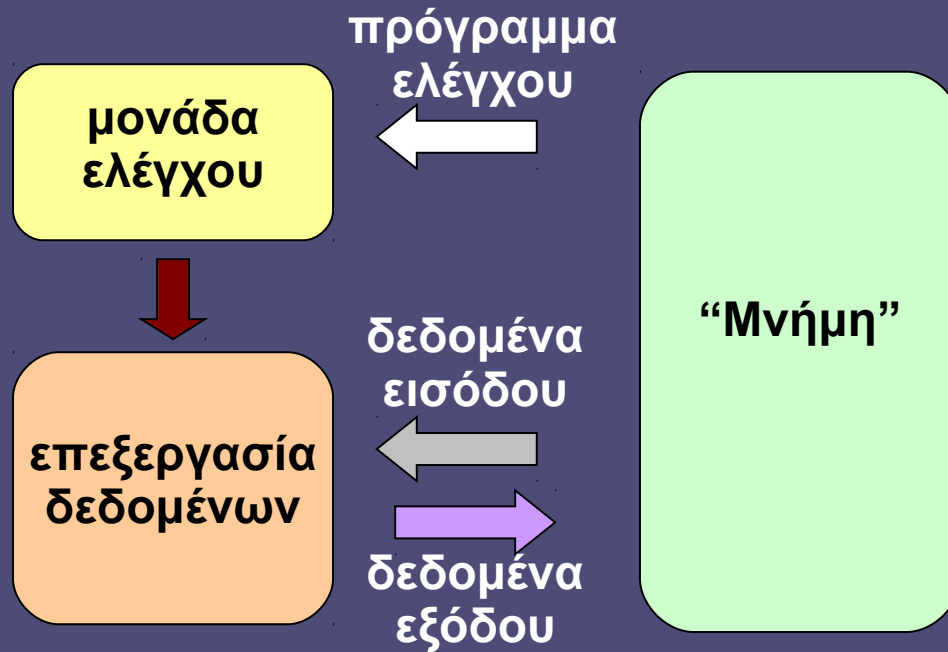 πρόγραμμα
ελέγχου
μονάδα
ελέγχου
“Μνήμη”
δεδομένα
εισόδου
επεξεργασία
δεδομένων
δεδομένα
εξόδου